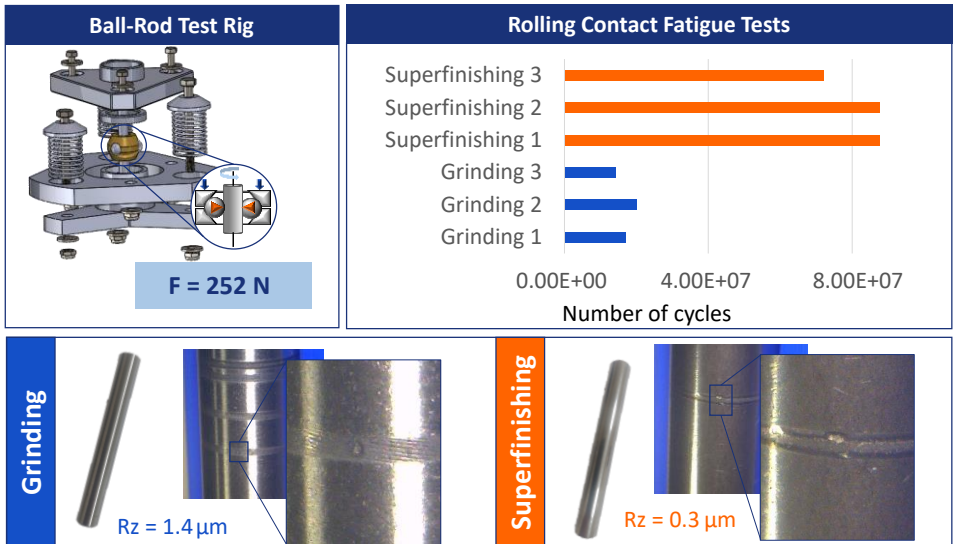 Ball-Rod Test Rig
F = 252 N
Rolling Contact Fatigue Tests
Superfinishing 3
Superfinishing 2
Superfinishing 1
Grinding 3
Grinding 2
Grinding 1
0.00E+00 4.00E+07 8.00E+07
Number of cycles
Grinding
Rz = 1.4 µm
Superfinishing
Rz = 0.3 µm